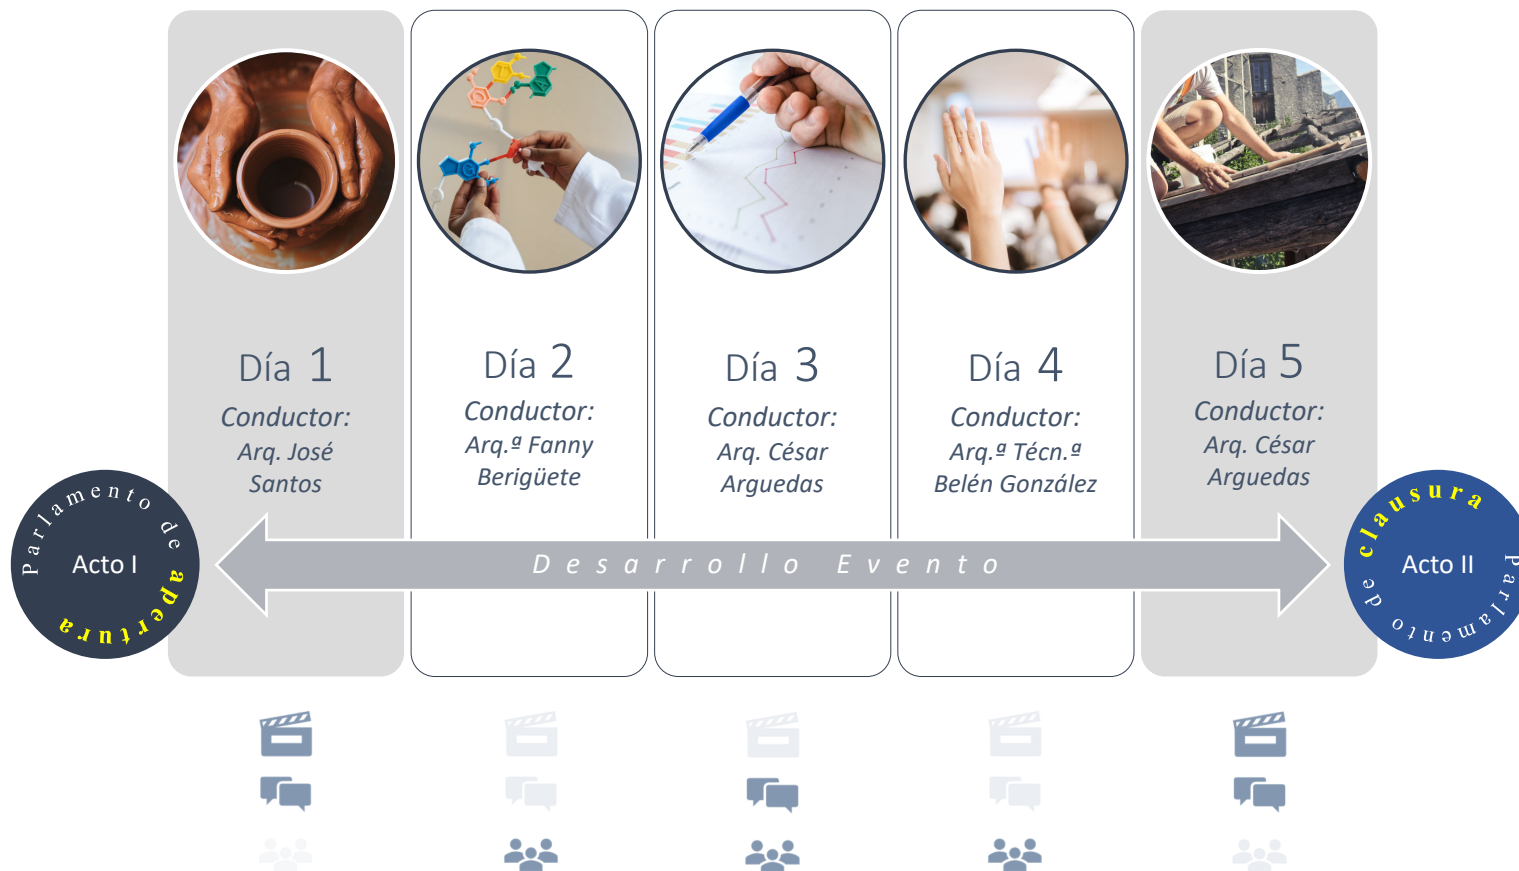 Día 1
Conductor:
Arq. José
Santos
Día 2
Conductor:
Arq.ª Fanny
Berigüete
Día 3
Conductor:
Arq. César
Arguedas
Día 4
Conductor:
Arq.ª Técn.ª
Belén González
Día 5
Conductor:
Arq. César
Arguedas
Parlamento de apertura
Acto I
Desarrollo Evento
Parlamento de clausura
Acto II